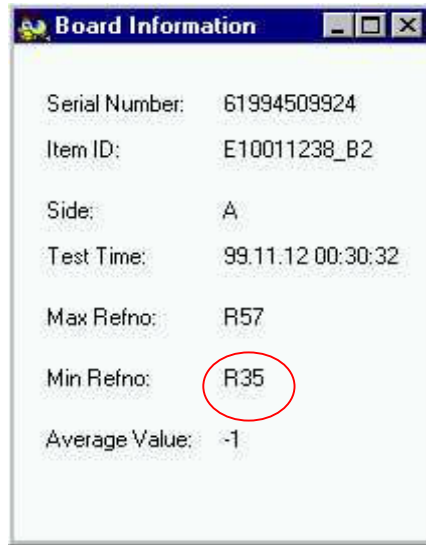 Board Information
Serial Number: 61994509924
Item ID: E10011238_B2
Side: A
Test Time: 99.11.12 00:30:32
Max Refno: R57
Min Refno: R35
Average Value: -1